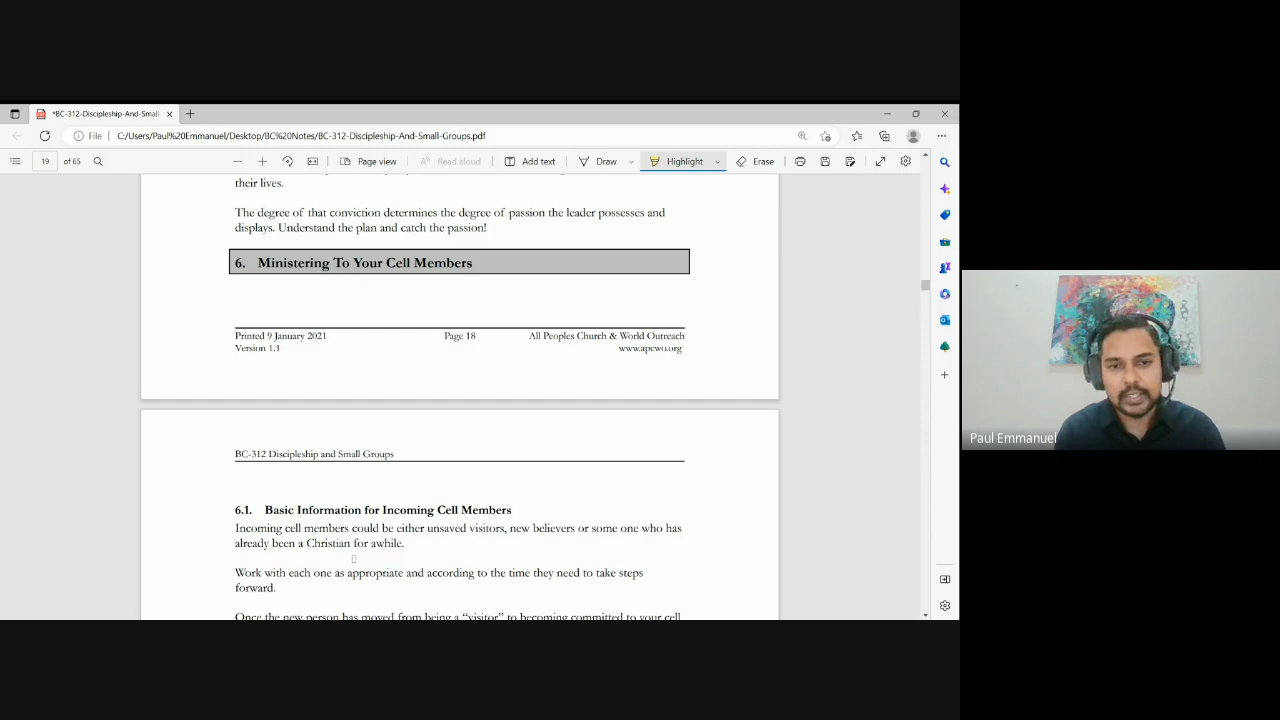 *BC-312-Discipleship-And-Small
File
C:/Users/Paul%20Emmanuel/Desktop/BC%20Notes/BC-312-Discipleship-And-Small-Groups.pdf
19 of 65
Page view
Read aloud
Add text
Draw
Highlight
Erase
their lives.
The degree of that conviction determines the degree of passion the leader possesses and
displays. Understand the plan and catch the passion!
6. Ministering To Your Cell Members
Printed 9 January 2021 Page 18 All Peoples Church & World Outreach
Version 1.1 www.apcwo.org
BC-312 Discipleship and Small Groups
6.1. Basic Information for Incoming Cell Members
Incoming cell members could be either unsaved visitors, new believers or some one who has
already been a Christian for awhile.
Work with each one as appropriate and according to the time they need to take steps
forward.
Once the new person has moved from being a “visitor” to becoming committed to your cell
Paul Emmanuel